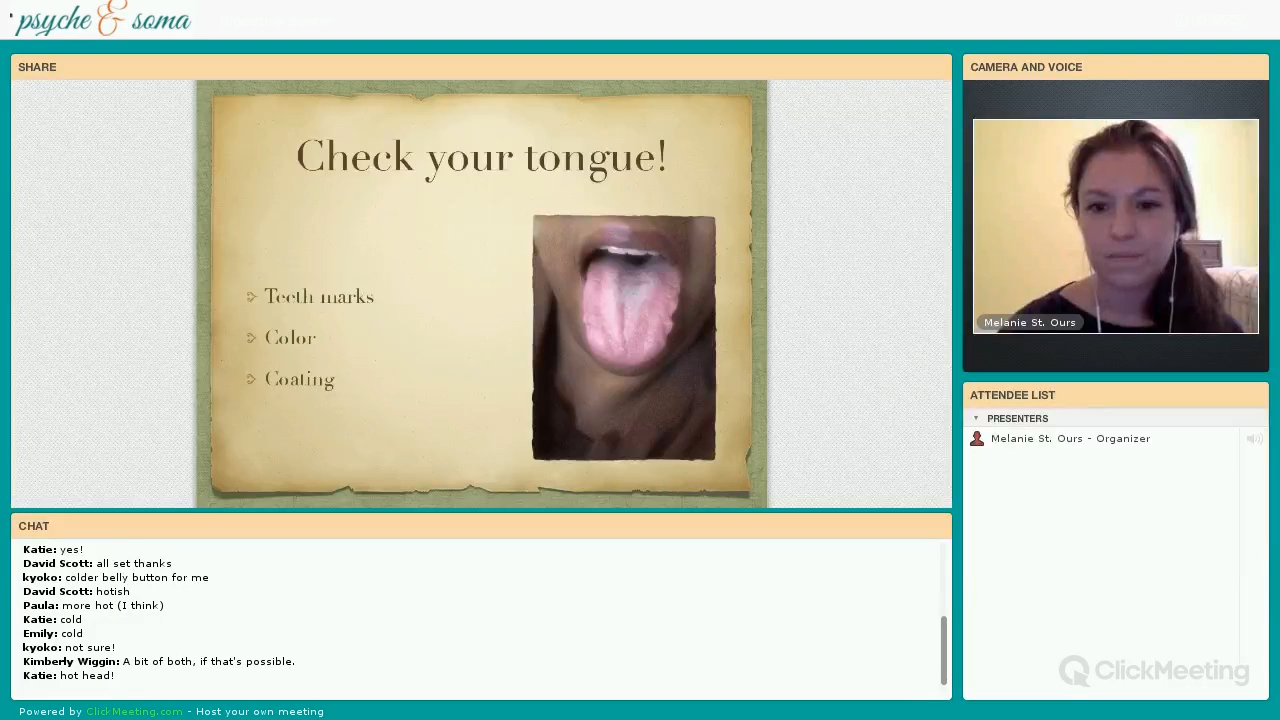 psyche & soma
SHARE
Check your tongue!
Teeth marks
Color
Coating
CAMERA AND VOICE
Melanie St. Ours
ATTENDEE LIST
PRESENTERS
Melanie St. Ours - Organizer
CHAT
Katie: yes!
David Scott: all set thanks
kyoko: colder belly button for me
David Scott: hotish
Paula: more hot (I think)
Katie: cold
Emily: cold
kyoko: not sure!
Kimberly Wiggin: A bit of both, if that's possible.
Katie: hot head!
ClickMeeting
Powered by ClickMeeting.com - Host your own meeting